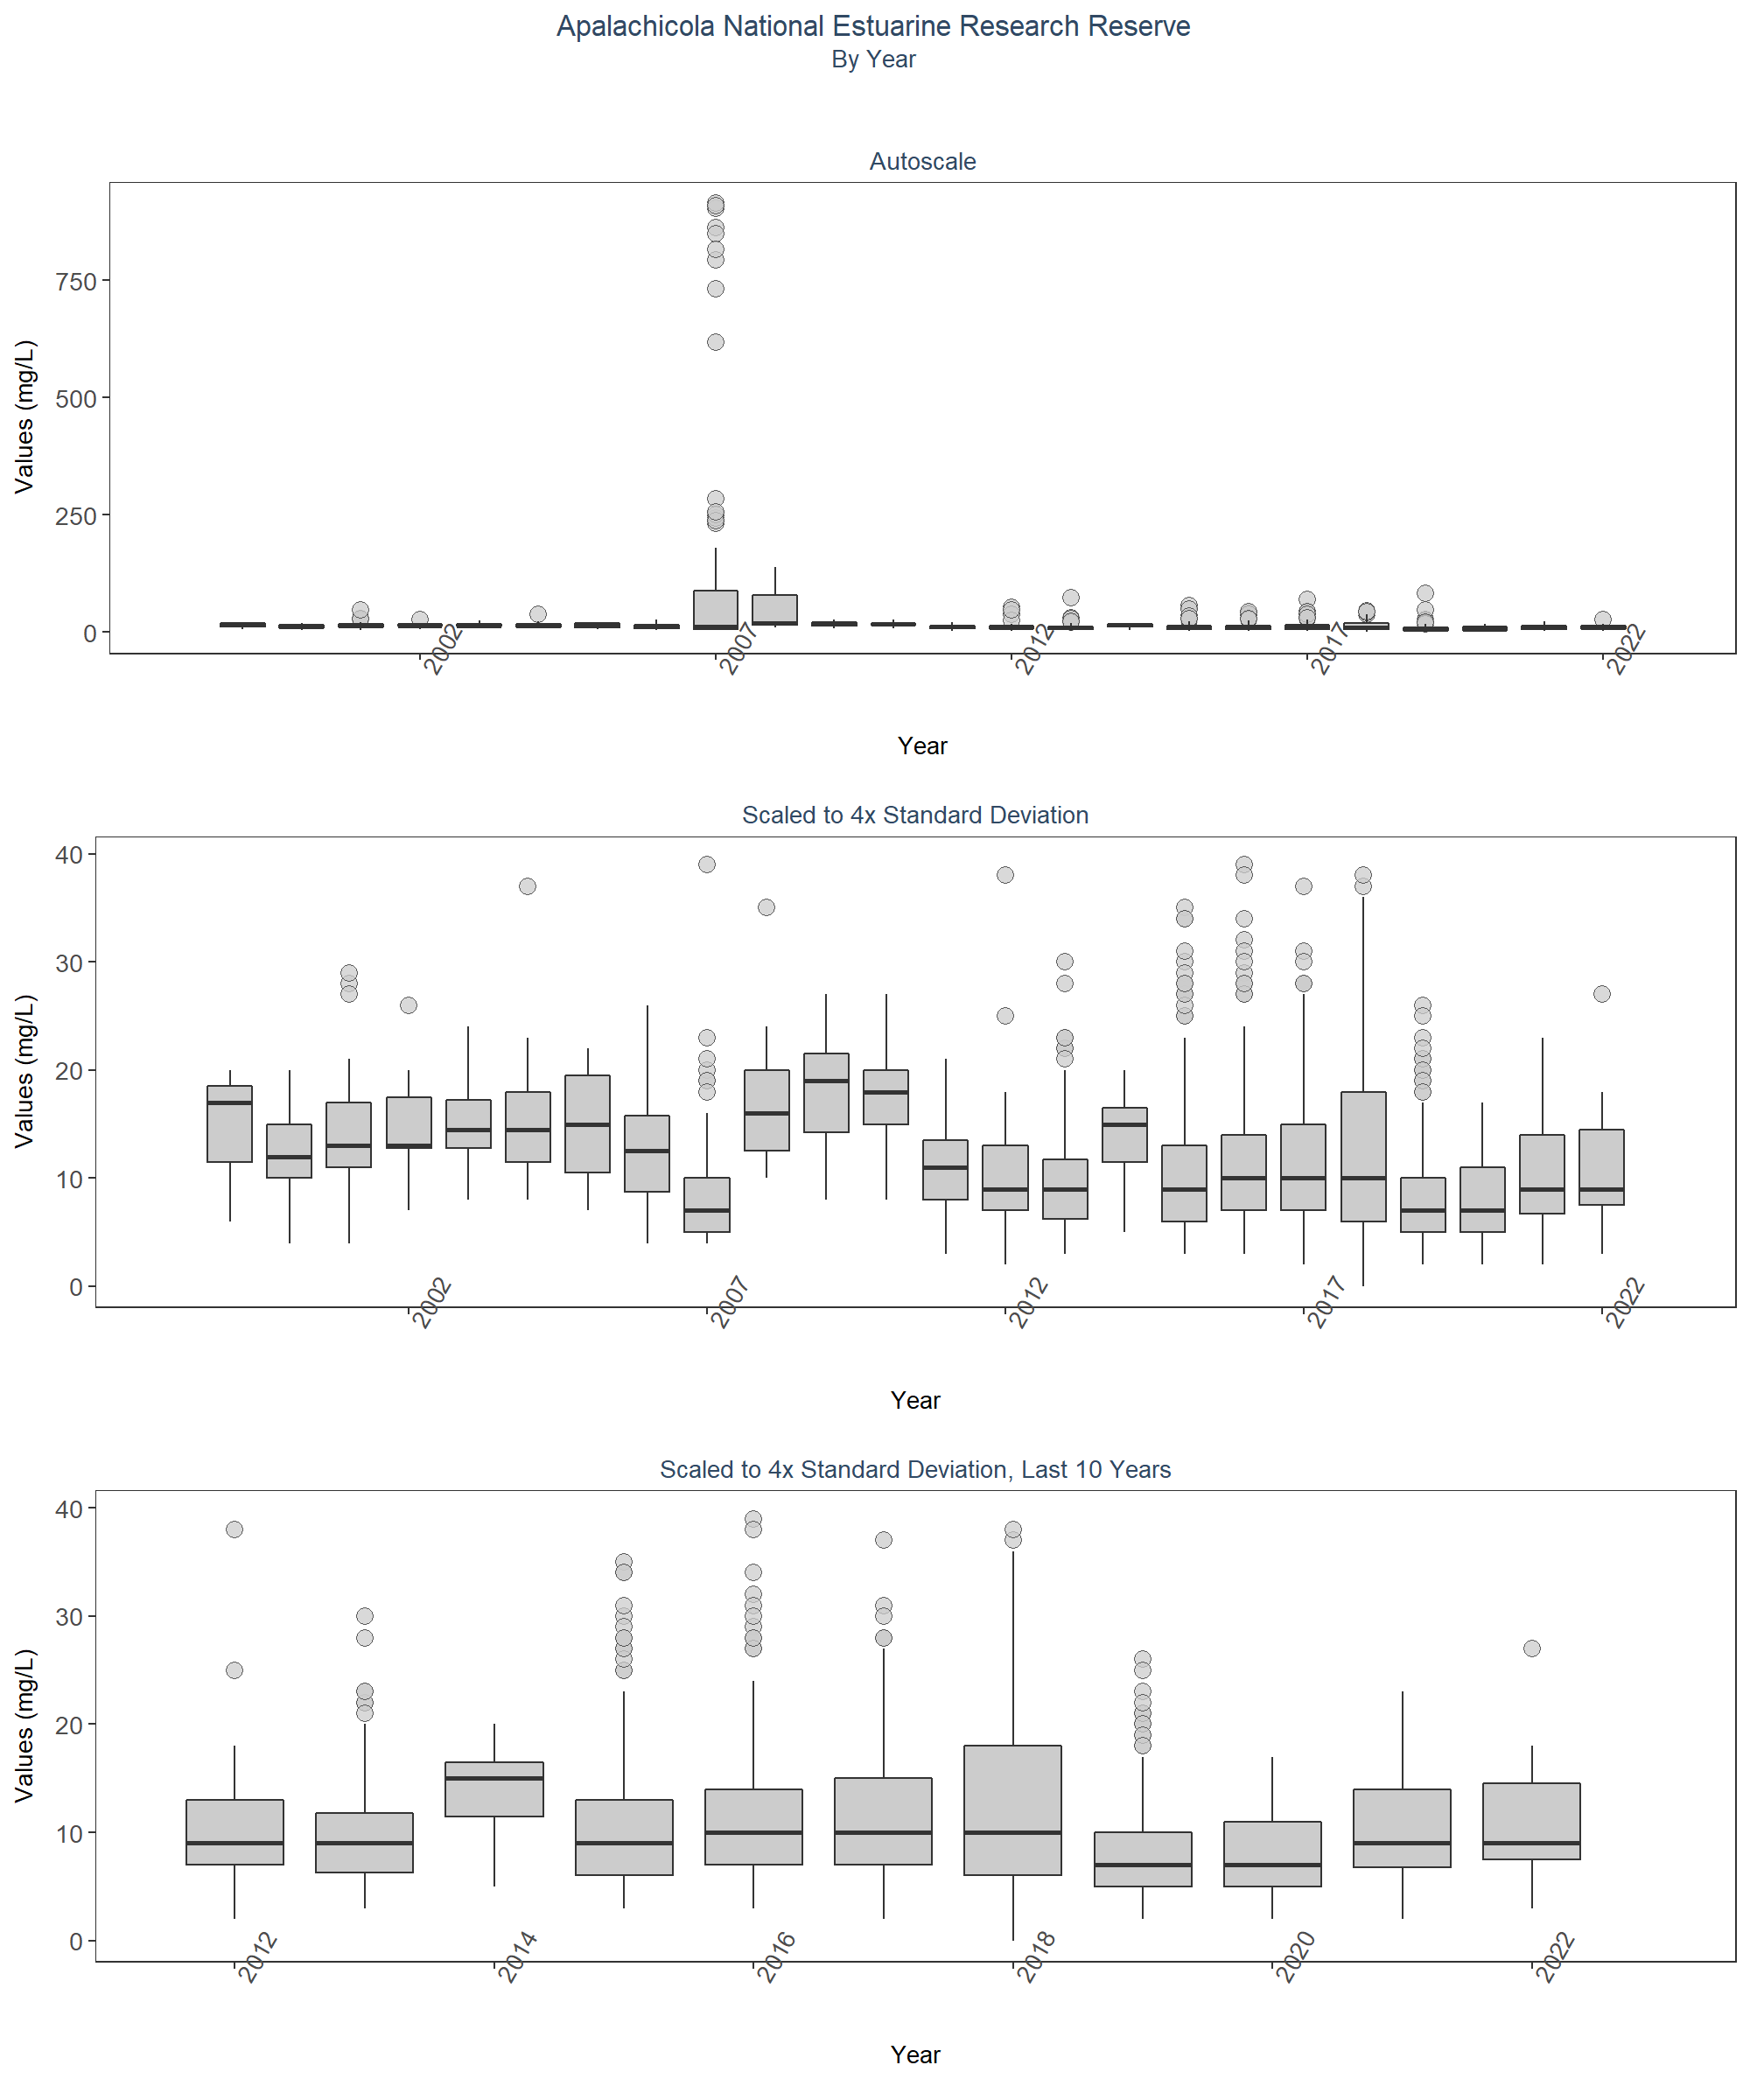 Apalachicola National Estuarine Research Reserve
By Year
Autoscale
Values (mg/L)
750
500
250
0
2002
2007
2012
2017
2022
Year
Scaled to 4x Standard Deviation
Values (mg/L)
40
30
20
10
0
2002
2007
2012
2017
2022
Year
Scaled to 4x Standard Deviation, Last 10 Years
Values (mg/L)
40
30
20
10
0
2012
2014
2016
2018
2020
2022
Year